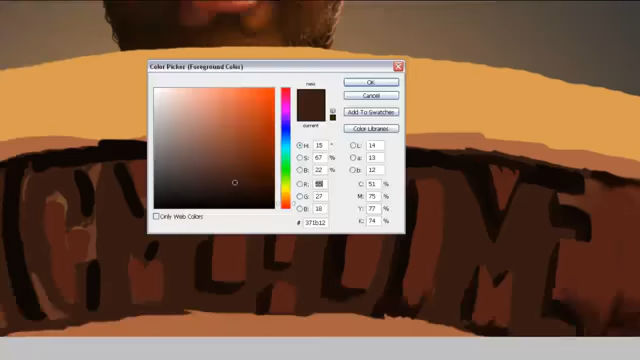 Color Picker (Foreground Color)
new
current
OK
Cancel
Add To Swatches
Color Libraries
H: 15 °
S: 67 %
B: 22 %
R: 55
G: 27
B: 18
L: 14
a: 13
b: 12
C: 51 %
M: 75 %
Y: 77 %
K: 74 %
# 371b12
Only Web Colors